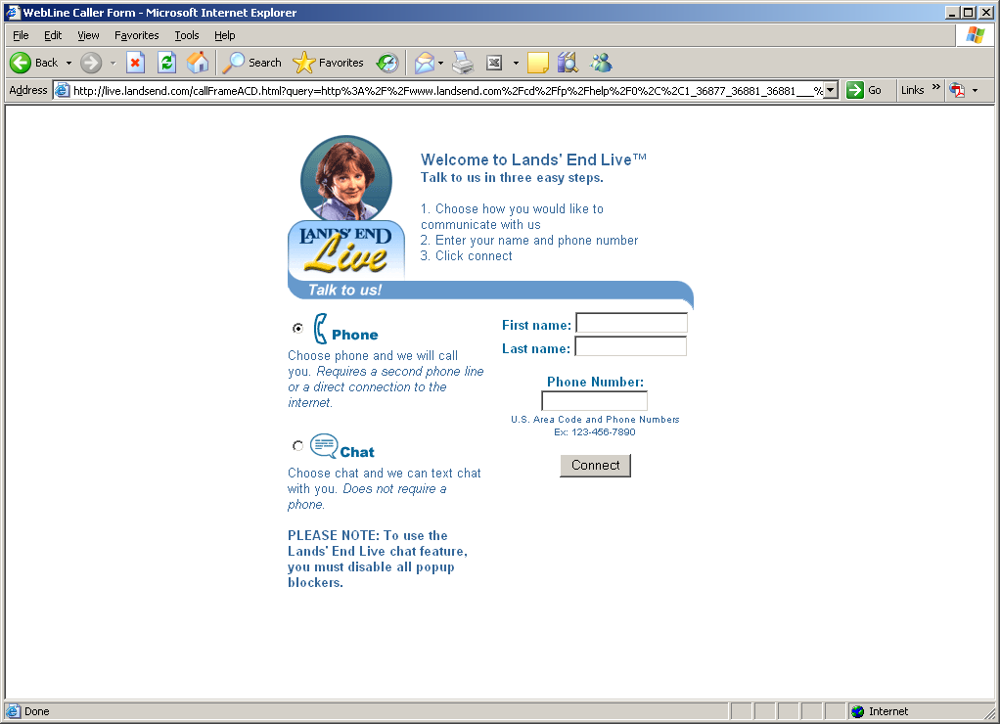 WebLine Caller Form - Microsoft Internet Explorer
File Edit View Favorites Tools Help
Back Search Favorites
Address http://live.landsend.com/callFrameACD.html?query=http%3A%2F%2Fwww.landsend.com%2Fcd%2Ffp%2Fhelp%2F0%2C%2C1_36877_36881_36881___% Go Links »
Welcome to Lands' End Live™
Talk to us in three easy steps.
1. Choose how you would like to
communicate with us
2. Enter your name and phone number
3. Click connect
LANDS' END
Live
Talk to us!
Phone
Choose phone and we will call
you. Requires a second phone line
or a direct connection to the
internet.
Chat
Choose chat and we can text chat
with you. Does not require a
phone.
PLEASE NOTE: To use the
Lands' End Live chat feature,
you must disable all popup
blockers.
First name:
Last name:
Phone Number:
U.S. Area Code and Phone Numbers
Ex: 123-456-7890
Connect
Done Internet